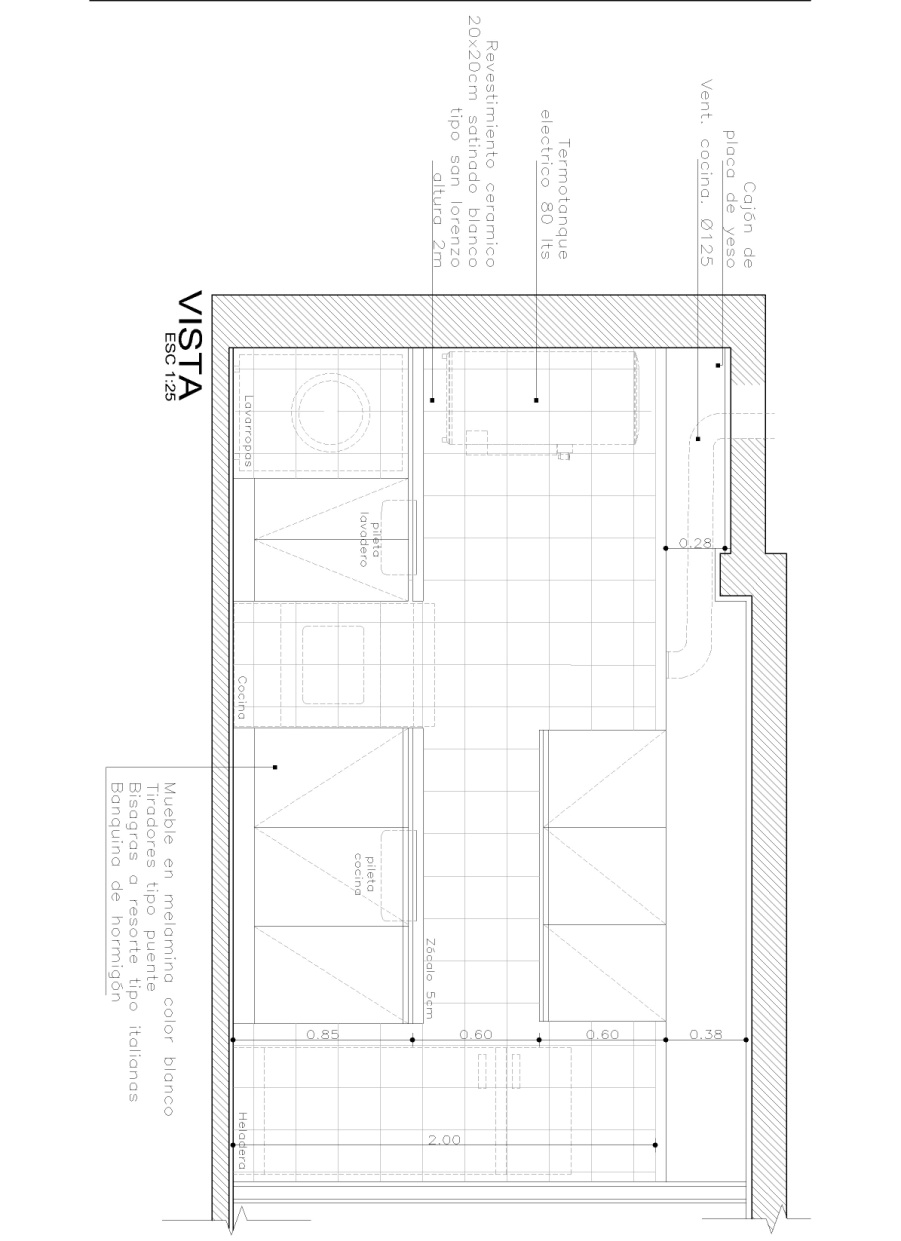 Cajón de
placa de yeso
Vent. cocina. Ø125
Termotanque
electrico 80 lts
Revestimiento ceramico
20x20cm satinado blanco
tipo san lorenzo
altura 2m
VISTA
ESC 1:25
Lavarropas
pileta
lavadero
0.28
Cocina
pileta
cocina
Zócalo 5cm
0.85
0.60
0.60
0.38
Heladera
2.00
Mueble en melamina color blanco
Tiradores tipo puente
Bisagras a resorte tipo italianas
Banquina de hormigón